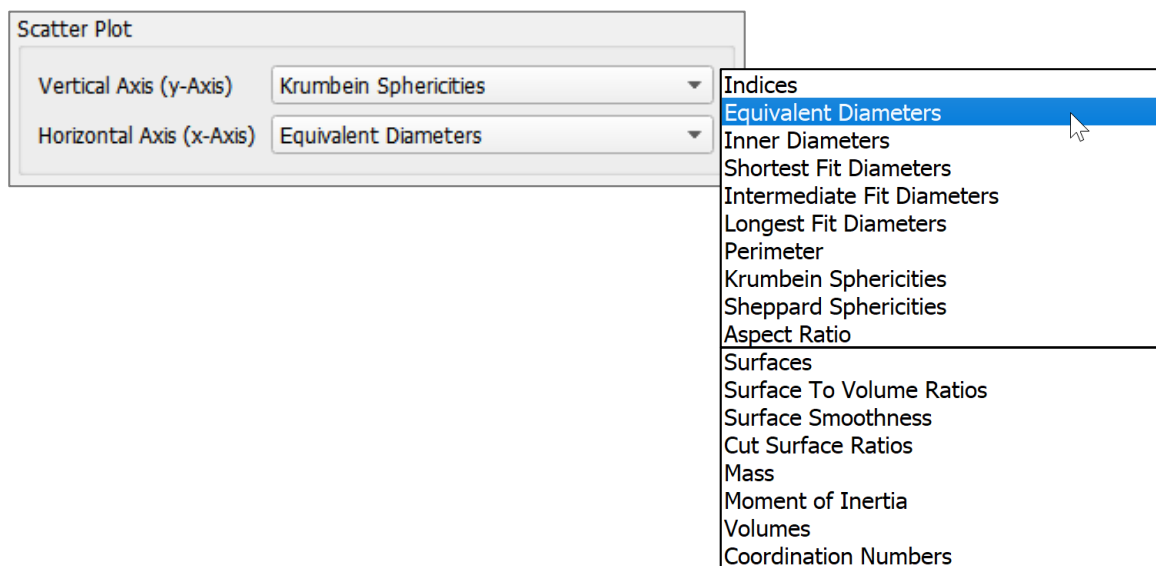 Scatter Plot
Vertical Axis (y-Axis) Krumbein Sphericities
Horizontal Axis (x-Axis) Equivalent Diameters
Indices
Equivalent Diameters
Inner Diameters
Shortest Fit Diameters
Intermediate Fit Diameters
Longest Fit Diameters
Perimeter
Krumbein Sphericities
Sheppard Sphericities
Aspect Ratio
Surfaces
Surface To Volume Ratios
Surface Smoothness
Cut Surface Ratios
Mass
Moment of Inertia
Volumes
Coordination Numbers